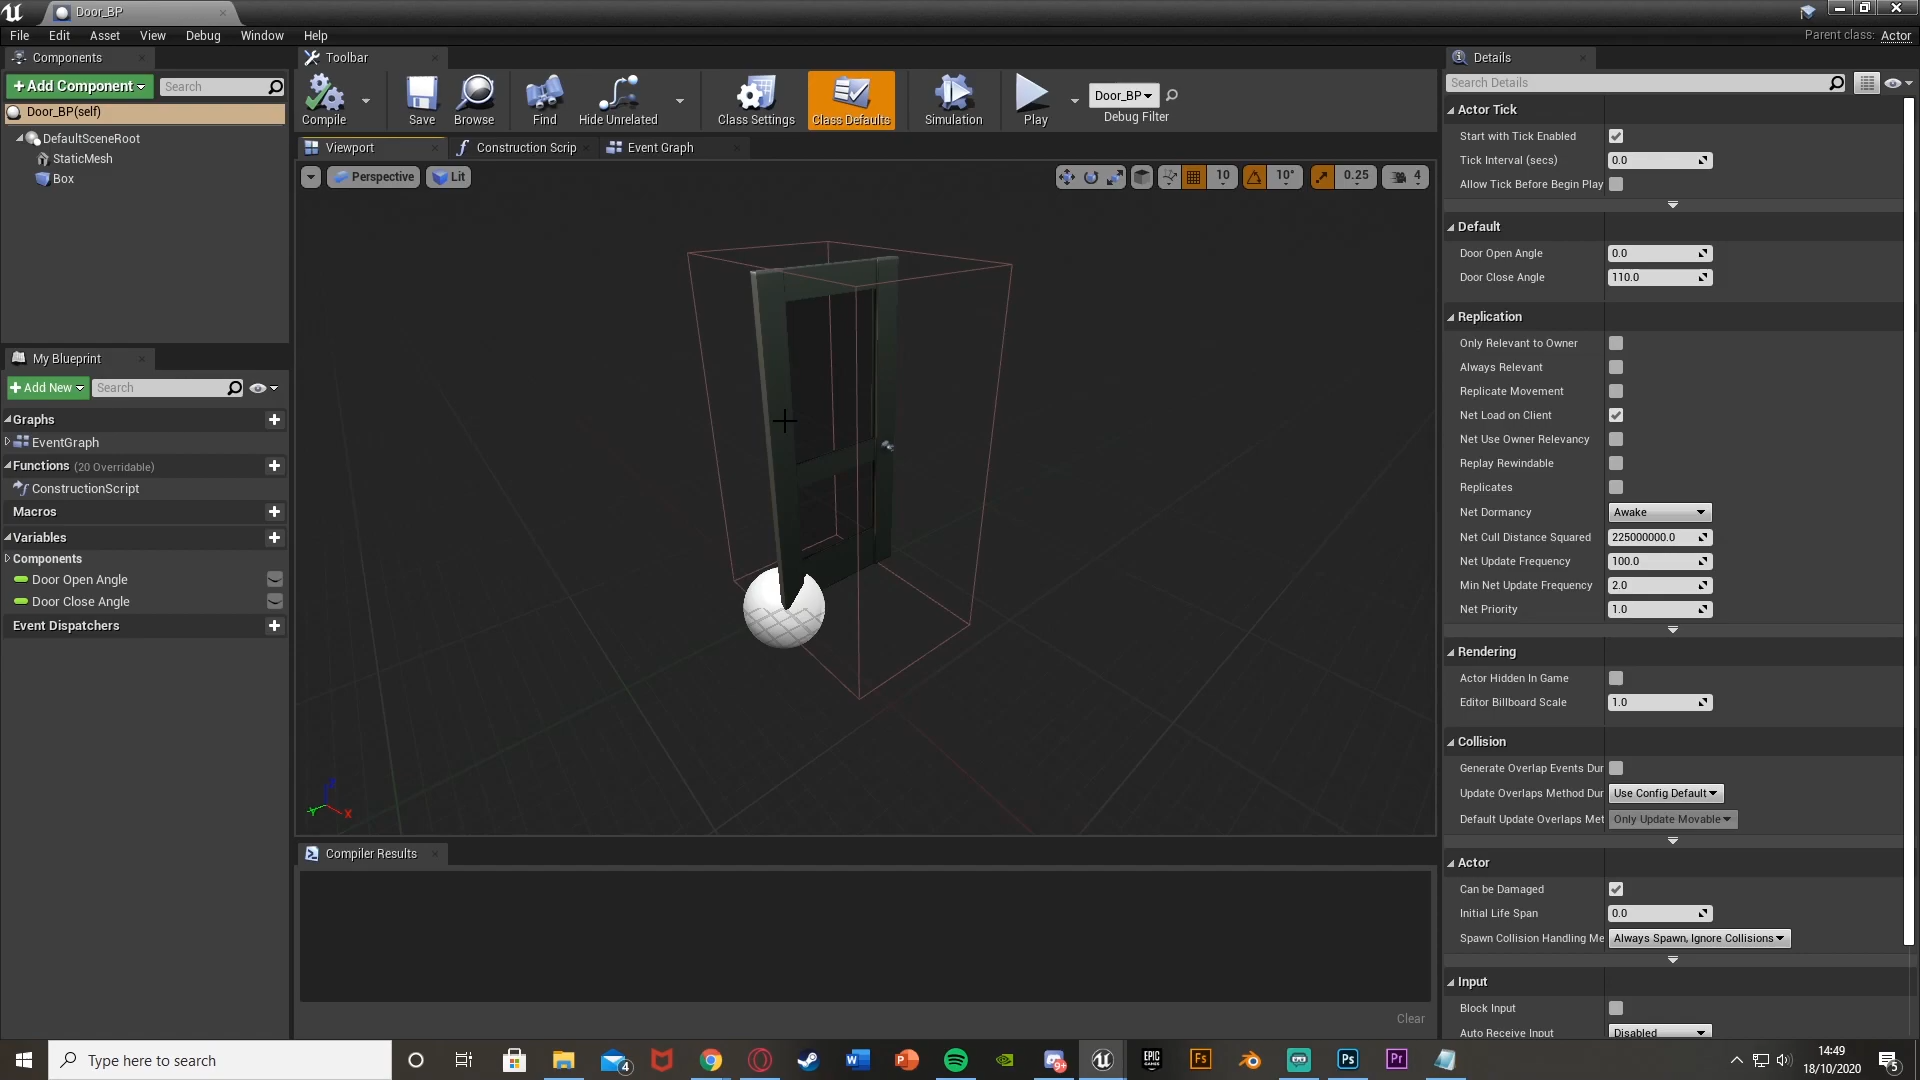 Door_BP
File Edit Asset View Debug Window Help
Parent class: Actor
Components
+Add Component
Search
Door_BP(self)
DefaultSceneRoot
StaticMesh
Box
My Blueprint
+Add New
Search
Graphs
EventGraph
Functions (20 Overridable)
ConstructionScript
Macros
Variables
Components
Door Open Angle
Door Close Angle
Event Dispatchers
Toolbar
Compile
Save
Browse
Find
Hide Unrelated
Class Settings
Class Defaults
Simulation
Play
Door_BP
Debug Filter
Viewport
Construction Scrip
Event Graph
Perspective
Lit
10
10°
0.25
4
Z
Y
X
Compiler Results
Clear
Details
Search Details
Actor Tick
Start with Tick Enabled
Tick Interval (secs) 0.0
Allow Tick Before Begin Play
Default
Door Open Angle 0.0
Door Close Angle 110.0
Replication
Only Relevant to Owner
Always Relevant
Replicate Movement
Net Load on Client
Net Use Owner Relevancy
Replay Rewindable
Replicates
Net Dormancy Awake
Net Cull Distance Squared 225000000.0
Net Update Frequency 100.0
Min Net Update Frequency 2.0
Net Priority 1.0
Rendering
Actor Hidden In Game
Editor Billboard Scale 1.0
Collision
Generate Overlap Events Dur
Update Overlaps Method Dur Use Config Default
Default Update Overlaps Met Only Update Movable
Actor
Can be Damaged
Initial Life Span 0.0
Spawn Collision Handling Me Always Spawn, Ignore Collisions
Input
Block Input
Auto Receive Input Disabled
Type here to search
4
W
P
9+
EPIC GAMES
Fs
Ps
Pr
14:49
18/10/2020
5